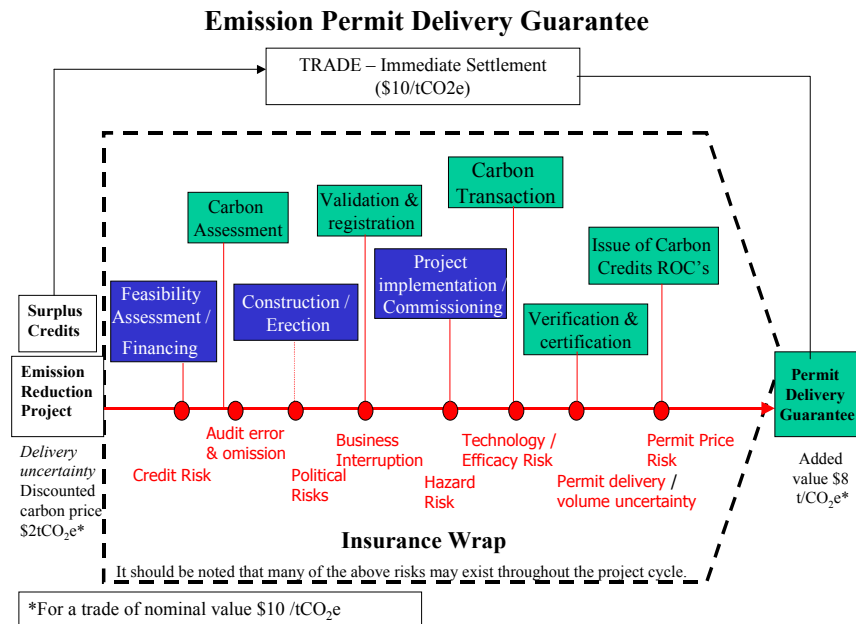 Emission Permit Delivery Guarantee
TRADE – Immediate Settlement
($10/tCO2e)
Carbon
Assessment
Validation &
registration
Carbon
Transaction
Issue of Carbon
Credits ROC's
Feasibility
Assessment /
Financing
Construction /
Erection
Project
implementation /
Commissioning
Verification &
certification
Surplus
Credits
Emission
Reduction
Project
Permit
Delivery
Guarantee
Delivery
uncertainty
Discounted
carbon price
$2tCO₂e*
Credit Risk
Audit error
& omission
Political
Risks
Business
Interruption
Hazard
Risk
Technology /
Efficacy Risk
Permit delivery /
volume uncertainty
Permit Price
Risk
Added
value $8
t/CO₂e*
Insurance Wrap
It should be noted that many of the above risks may exist throughout the project cycle.
*For a trade of nominal value $10 /tCO₂e